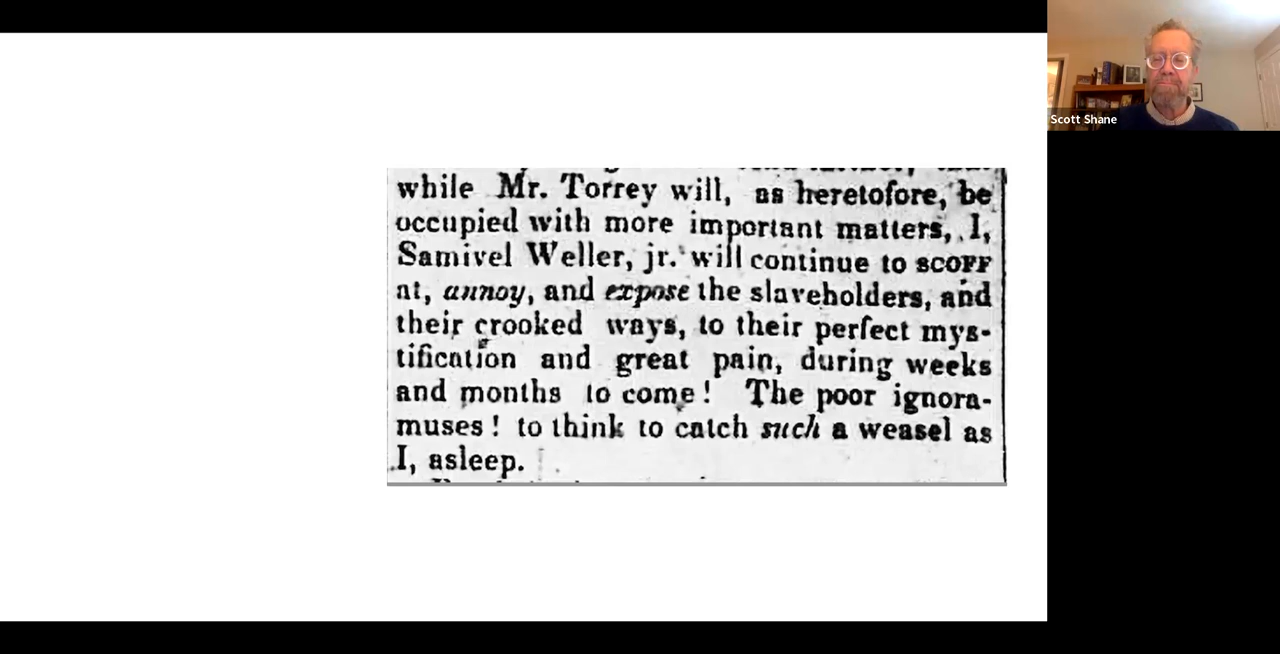 while Mr. Torrey will, as heretofore, be
occupied with more important matters, I,
Samivel Weller, jr. will continue to SCOFF
at, annoy, and expose the slaveholders, and
their crooked ways, to their perfect mys-
tification and great pain, during weeks
and months to come! The poor ignora-
muses! to think to catch such a weasel as
I, asleep.
Scott Shane